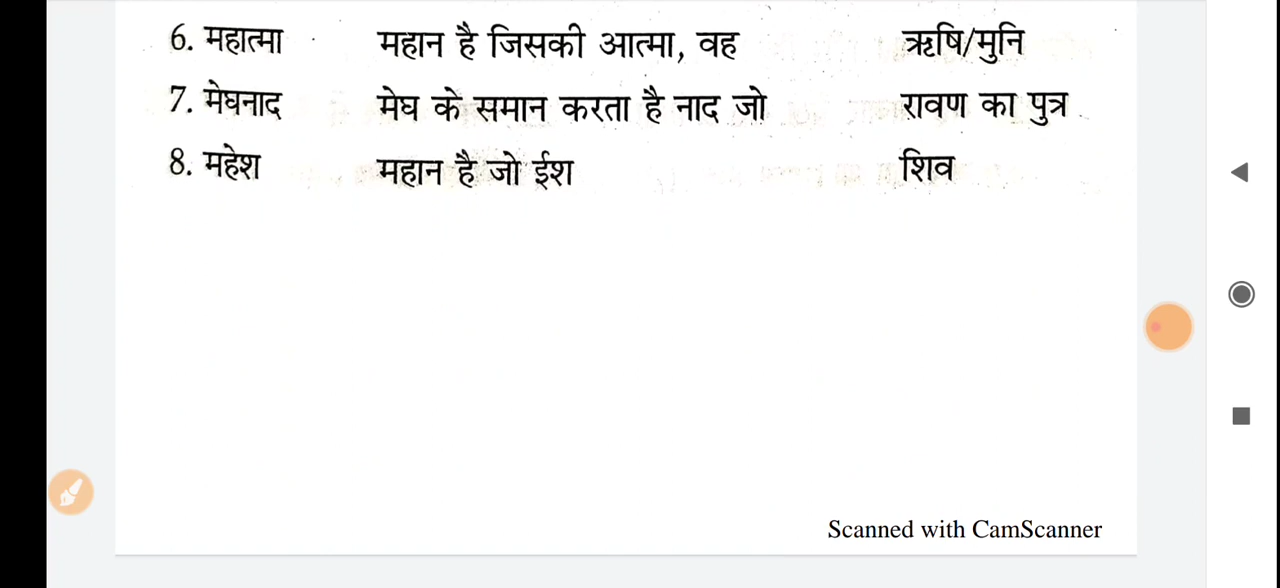 6. महात्मा महान है जिसकी आत्मा, वह ऋषि/मुनि
7. मेघनाद मेघ के समान करता है नाद जो रावण का पुत्र
8. महेश महान है जो ईश शिव
Scanned with CamScanner